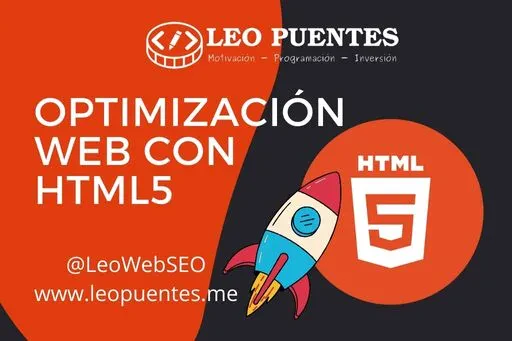 LEO PUENTES
Motivación – Programación – Inversión
OPTIMIZACIÓN
WEB CON
HTML5
HTML
5
@LeoWebSEO
www.leopuentes.me